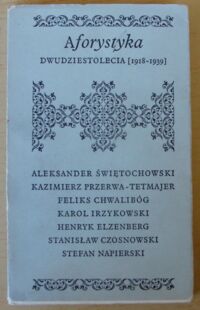 Aforystyka
DWUDZIESTOLECIA [1918-1939]
ALEKSANDER ŚWIĘTOCHOWSKI
KAZIMIERZ PRZERWA-TETMAJER
FELIKS CHWALIBÓG
KAROL IRZYKOWSKI
HENRYK ELZENBERG
STANISŁAW CZOSNOWSKI
STEFAN NAPIERSKI